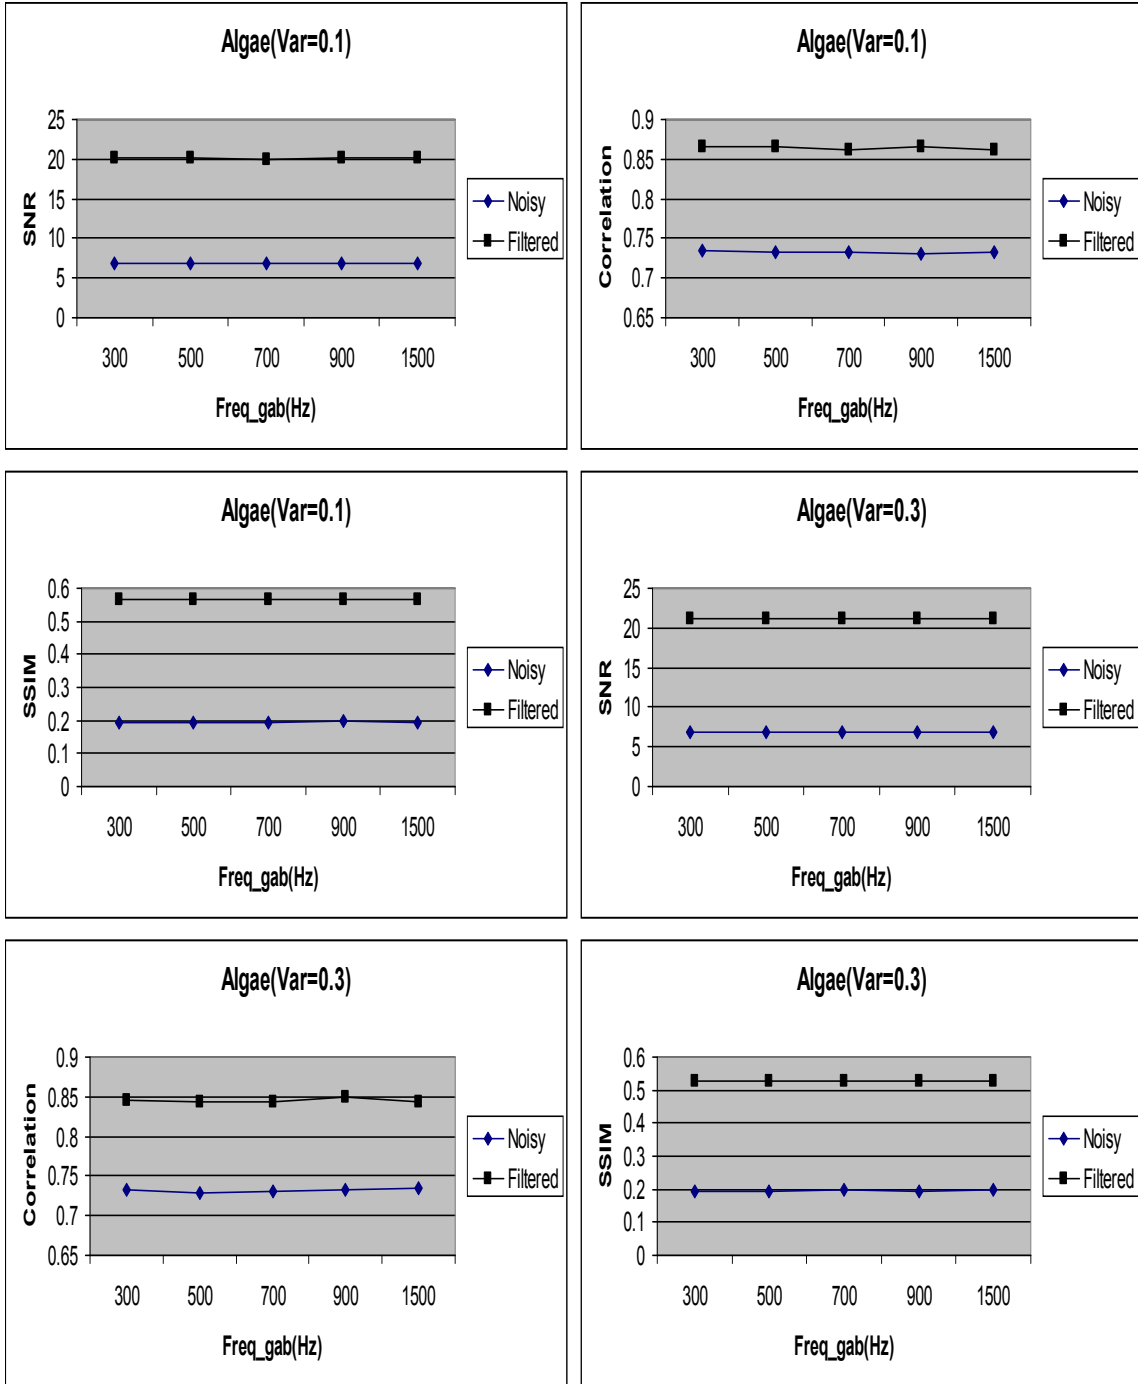 Algae(Var=0.1)
25
20
15
10
5
0
SNR
300 500 700 900 1500
Freq_gab(Hz)
Noisy
Filtered
Algae(Var=0.1)
0.9
0.85
0.8
0.75
0.7
0.65
Correlation
300 500 700 900 1500
Freq_gab(Hz)
Noisy
Filtered
Algae(Var=0.1)
0.6
0.5
0.4
0.3
0.2
0.1
0
SSIM
300 500 700 900 1500
Freq_gab(Hz)
Noisy
Filtered
Algae(Var=0.3)
25
20
15
10
5
0
SNR
300 500 700 900 1500
Freq_gab(Hz)
Noisy
Filtered
Algae(Var=0.3)
0.9
0.85
0.8
0.75
0.7
0.65
Correlation
300 500 700 900 1500
Freq_gab(Hz)
Noisy
Filtered
Algae(Var=0.3)
0.6
0.5
0.4
0.3
0.2
0.1
0
SSIM
300 500 700 900 1500
Freq_gab(Hz)
Noisy
Filtered